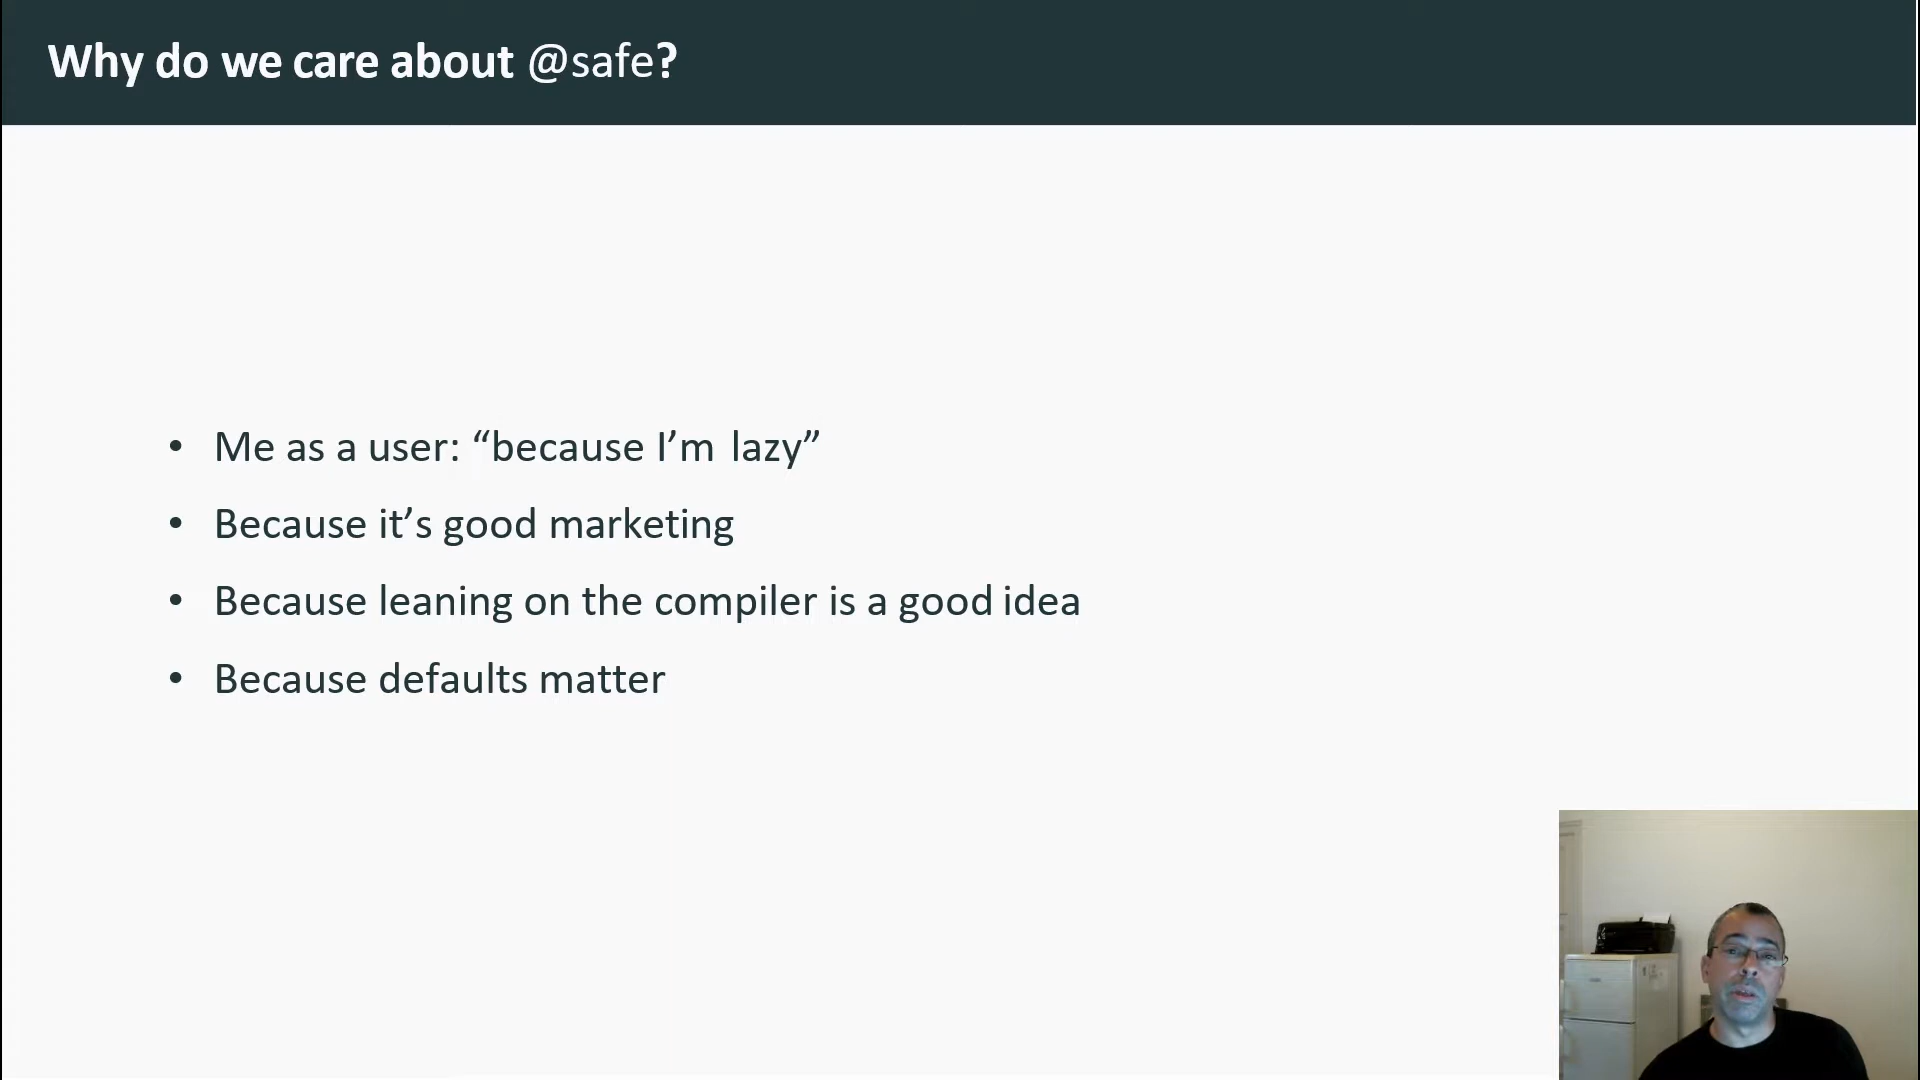 Why do we care about @safe?
• Me as a user: “because I’m lazy”
• Because it’s good marketing
• Because leaning on the compiler is a good idea
• Because defaults matter